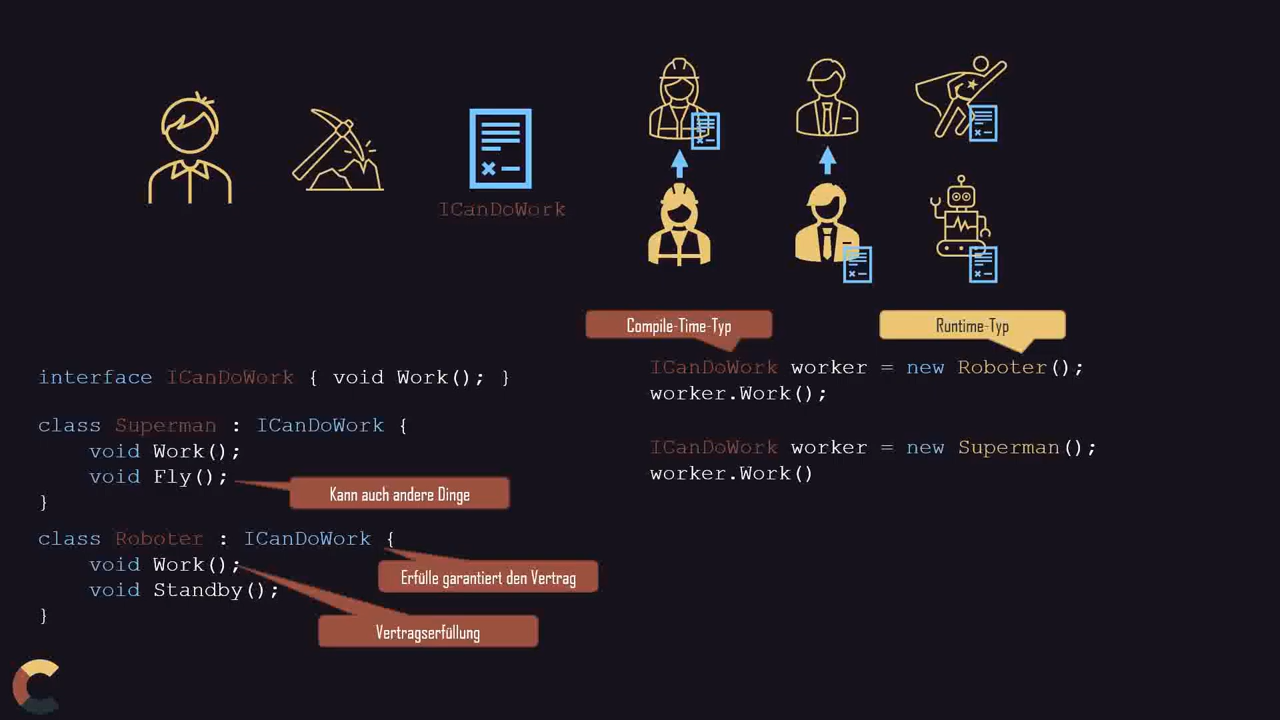 ICanDoWork
Compile-Time-Typ
Runtime-Typ
interface ICanDoWork { void Work(); }
class Superman : ICanDoWork {
void Work();
void Fly();
}
Kann auch andere Dinge
class Roboter : ICanDoWork {
void Work();
void Standby();
}
Erfülle garantiert den Vertrag
Vertragserfüllung
ICanDoWork worker = new Roboter();
worker.Work();
ICanDoWork worker = new Superman();
worker.Work()